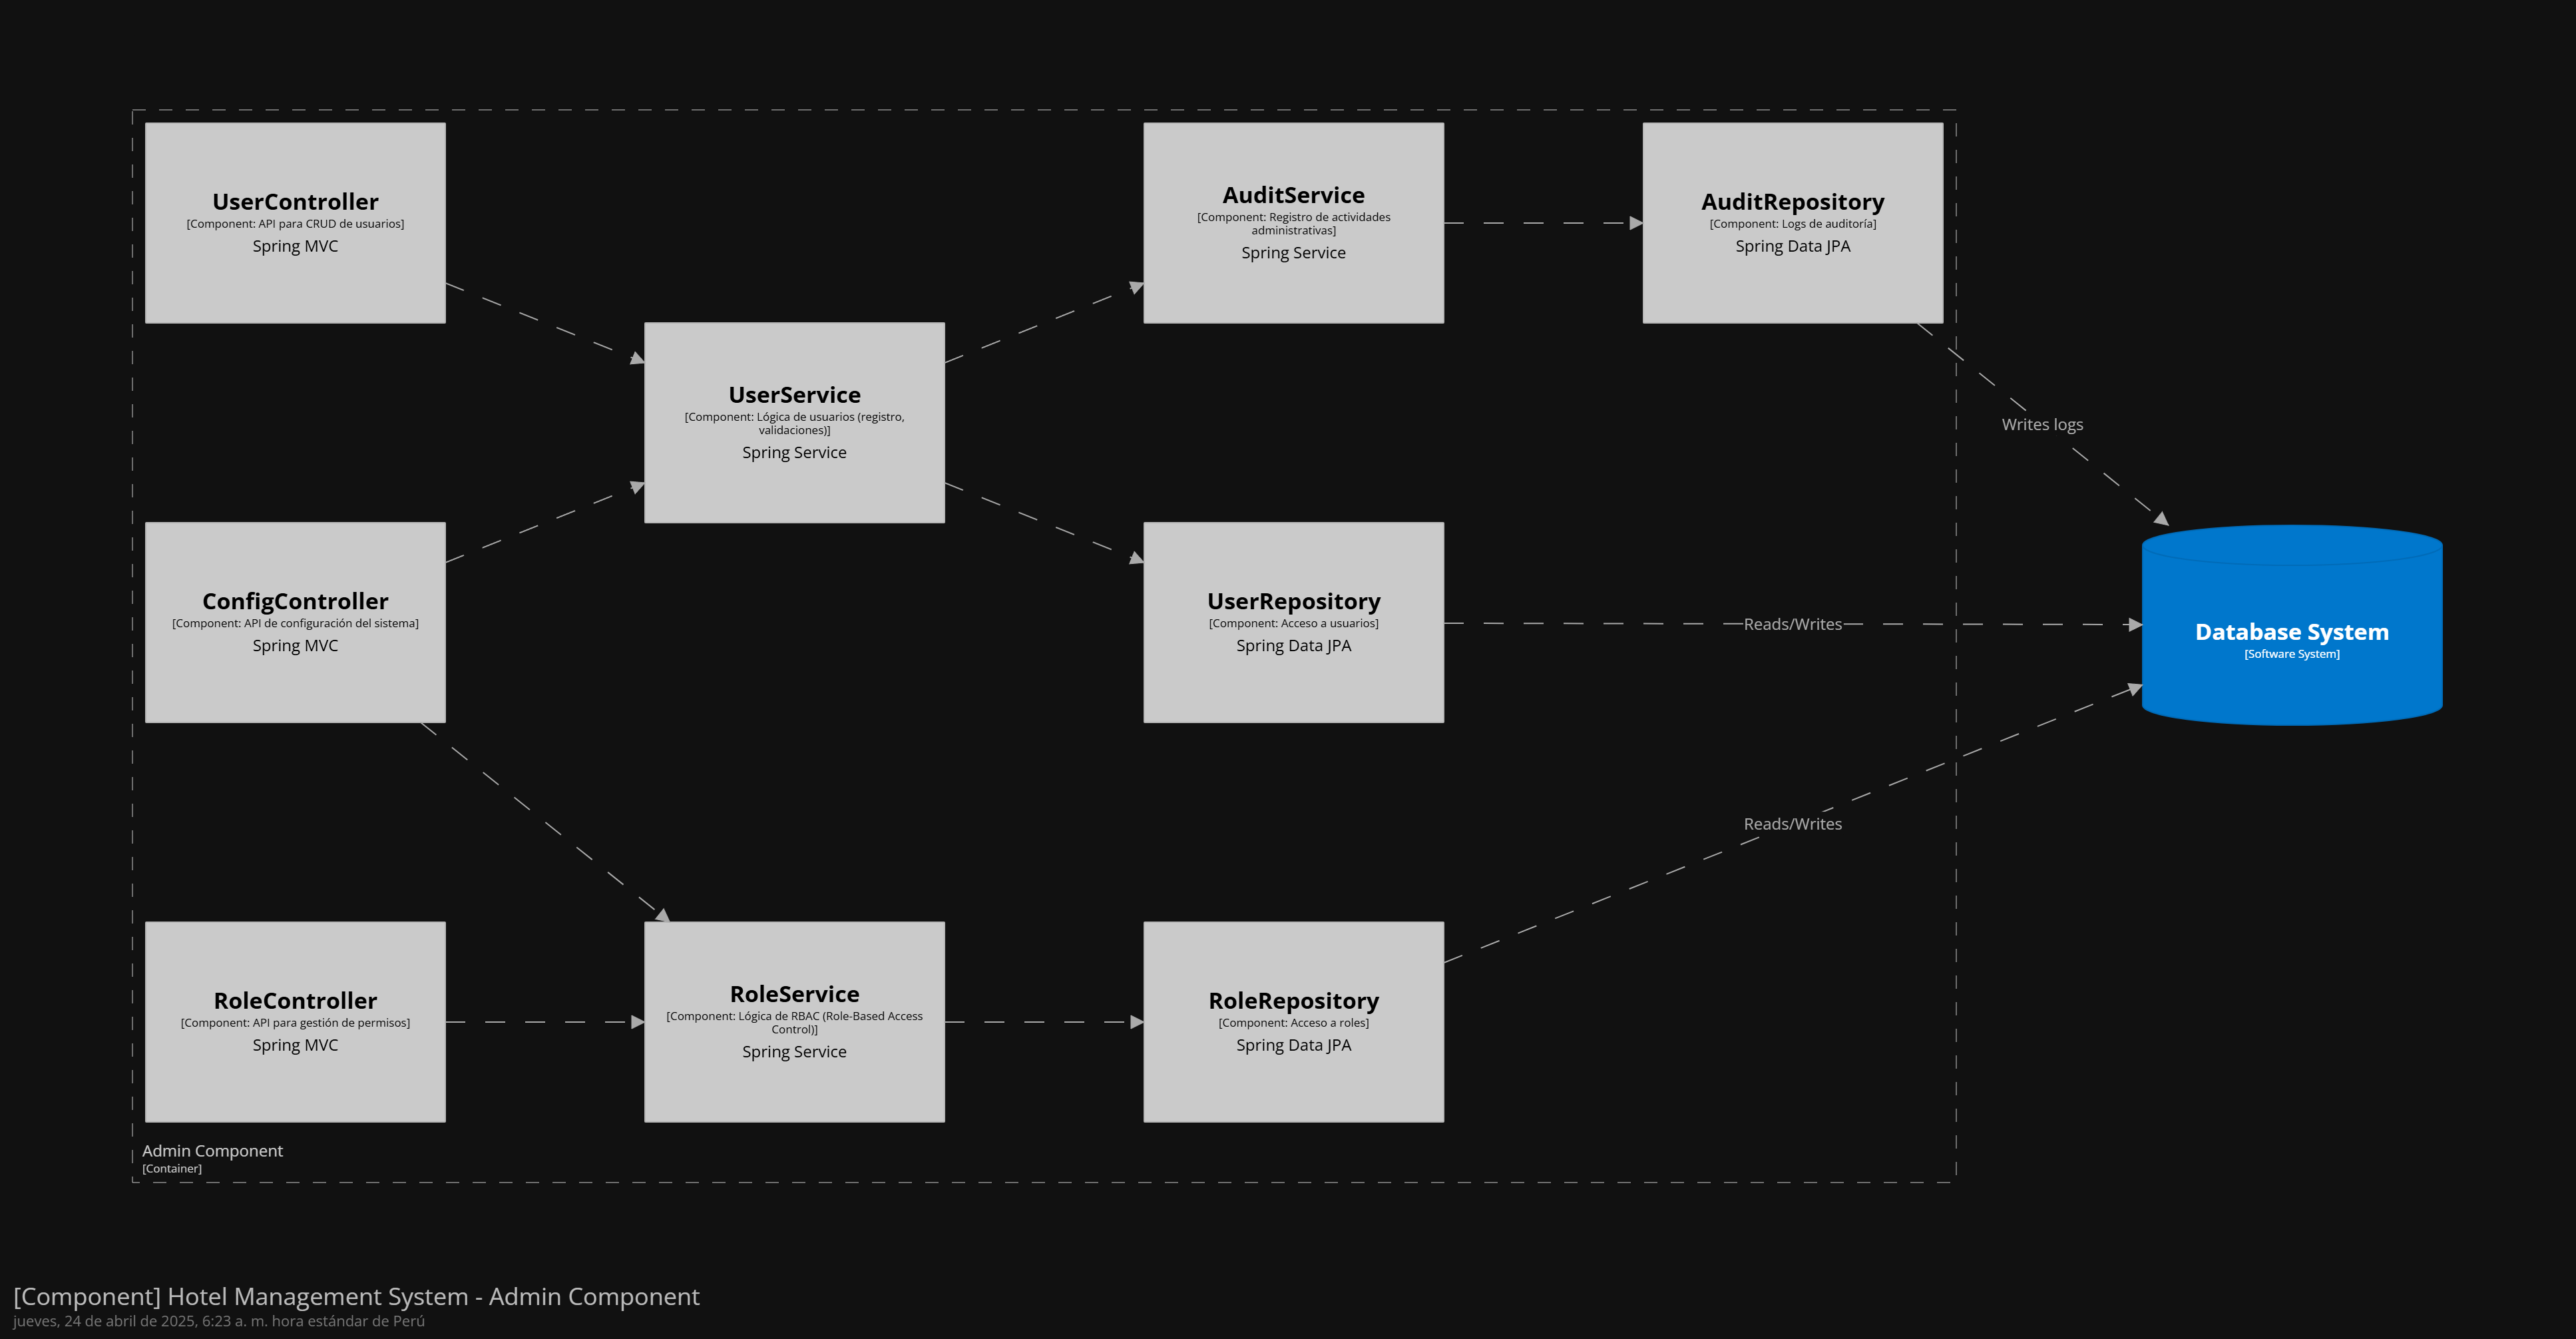 UserController
[Component: API para CRUD de usuarios]
Spring MVC
AuditService
[Component: Registro de actividades
administrativas]
Spring Service
AuditRepository
[Component: Logs de auditoría]
Spring Data JPA
UserService
[Component: Lógica de usuarios (registro,
validaciones)]
Spring Service
Writes logs
ConfigController
[Component: API de configuración del sistema]
Spring MVC
UserRepository
[Component: Acceso a usuarios]
Spring Data JPA
Reads/Writes
Database System
[Software System]
Reads/Writes
RoleController
[Component: API para gestión de permisos]
Spring MVC
RoleService
[Component: Lógica de RBAC (Role-Based Access
Control)]
Spring Service
RoleRepository
[Component: Acceso a roles]
Spring Data JPA
Admin Component
[Container]
[Component] Hotel Management System - Admin Component
jueves, 24 de abril de 2025, 6:23 a. m. hora estándar de Perú